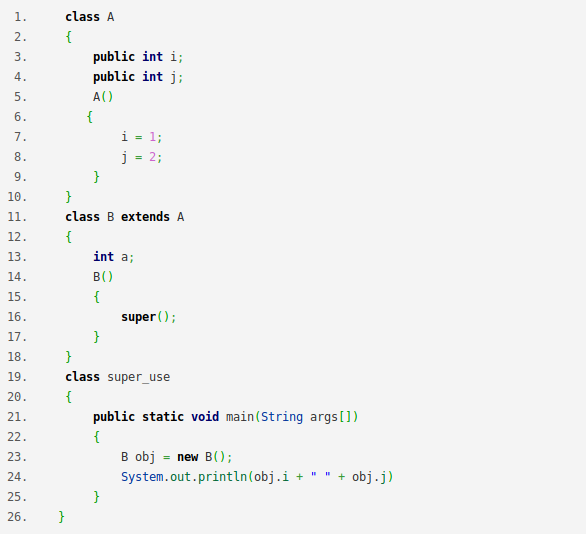 1. class A
2. {
3. public int i;
4. public int j;
5. A()
6. {
7. i = 1;
8. j = 2;
9. }
10. }
11. class B extends A
12. {
13. int a;
14. B()
15. {
16. super();
17. }
18. }
19. class super_use
20. {
21. public static void main(String args[])
22. {
23. B obj = new B();
24. System.out.println(obj.i + " " + obj.j)
25. }
26. }